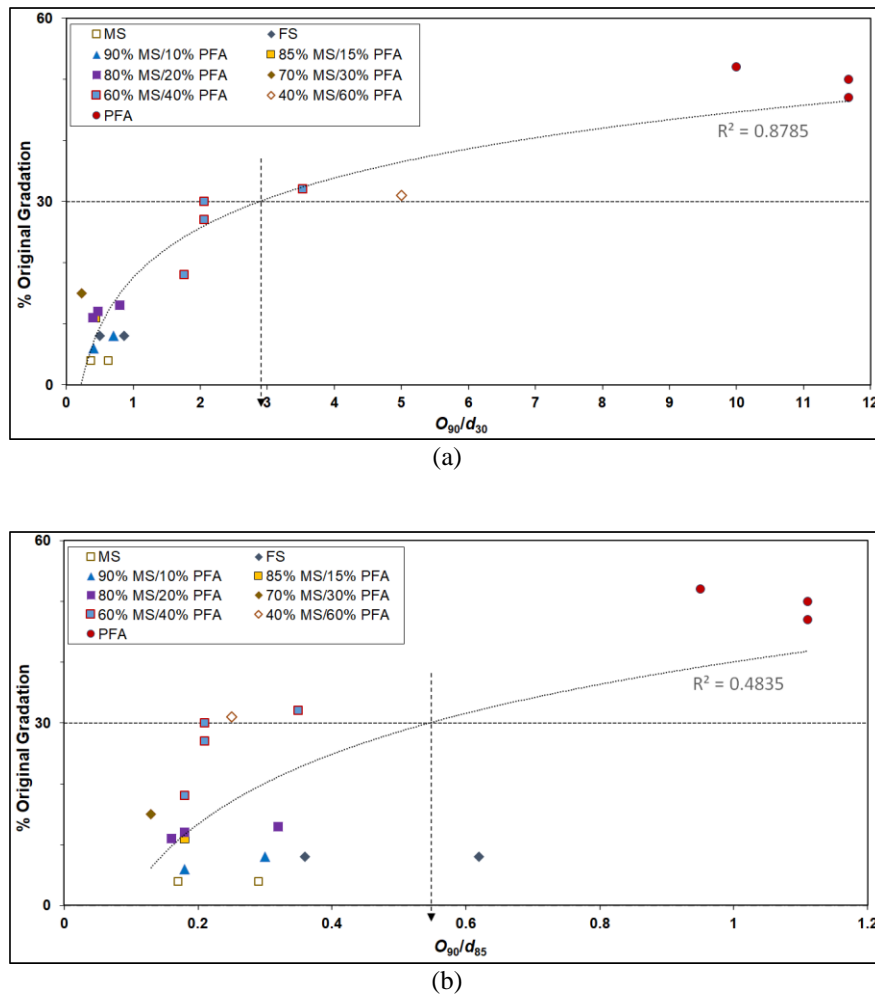 60
MS FS
90% MS/10% PFA 85% MS/15% PFA
80% MS/20% PFA 70% MS/30% PFA
60% MS/40% PFA 40% MS/60% PFA
PFA
R² = 0.8785
30
% Original Gradation
0
0 1 2 3 4 5 6 7 8 9 10 11 12
O90/d30
(a)
60
MS FS
90% MS/10% PFA 85% MS/15% PFA
80% MS/20% PFA 70% MS/30% PFA
60% MS/40% PFA 40% MS/60% PFA
PFA
R² = 0.4835
30
% Original Gradation
0
0 0.2 0.4 0.6 0.8 1 1.2
O90/d85
(b)